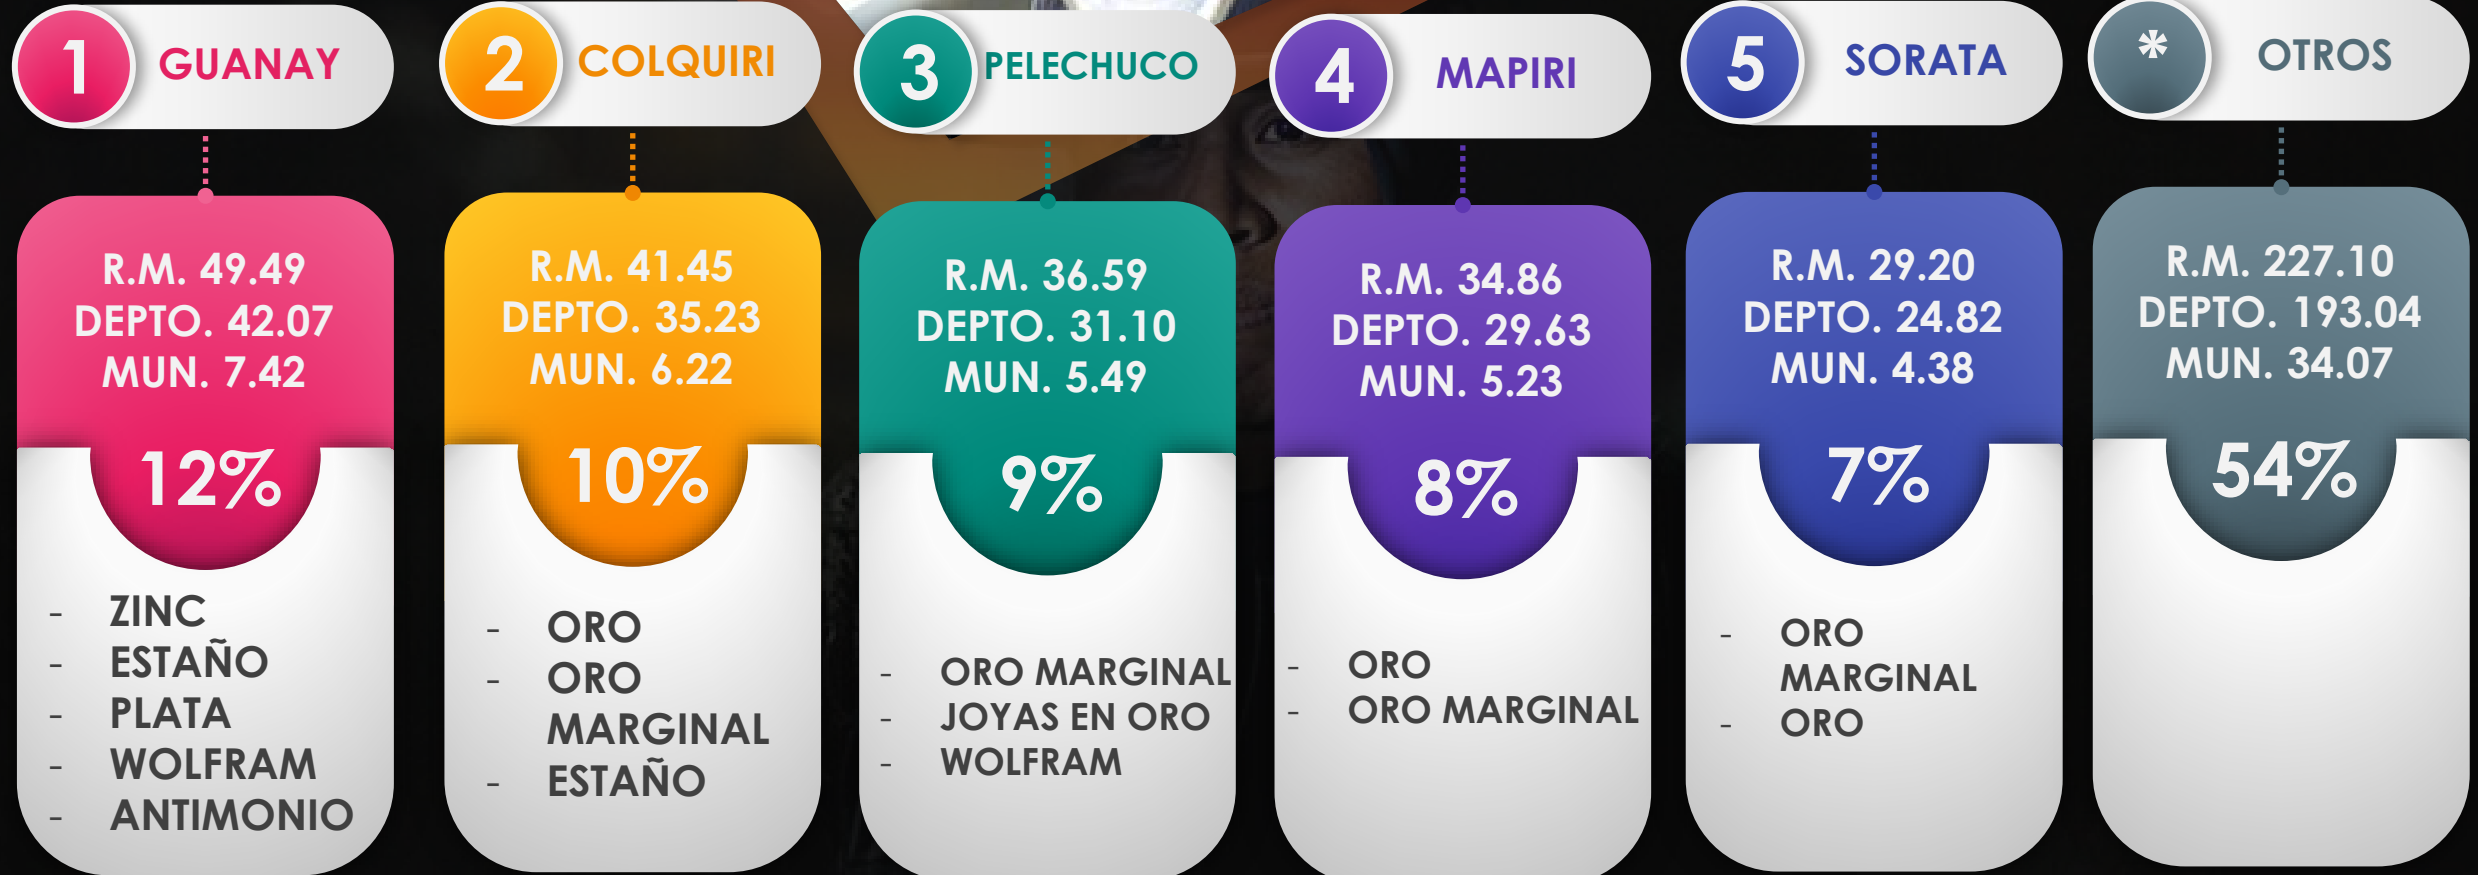 1 GUANAY
R.M. 49.49
DEPTO. 42.07
MUN. 7.42
12%
- ZINC
- ESTAÑO
- PLATA
- WOLFRAM
- ANTIMONIO
2 COLQUIRI
R.M. 41.45
DEPTO. 35.23
MUN. 6.22
10%
- ORO
- ORO
MARGINAL
- ESTAÑO
3 PELECHUCO
R.M. 36.59
DEPTO. 31.10
MUN. 5.49
9%
- ORO MARGINAL
- JOYAS EN ORO
- WOLFRAM
4 MAPIRI
R.M. 34.86
DEPTO. 29.63
MUN. 5.23
8%
- ORO
- ORO MARGINAL
5 SORATA
R.M. 29.20
DEPTO. 24.82
MUN. 4.38
7%
- ORO
MARGINAL
- ORO
* OTROS
R.M. 227.10
DEPTO. 193.04
MUN. 34.07
54%